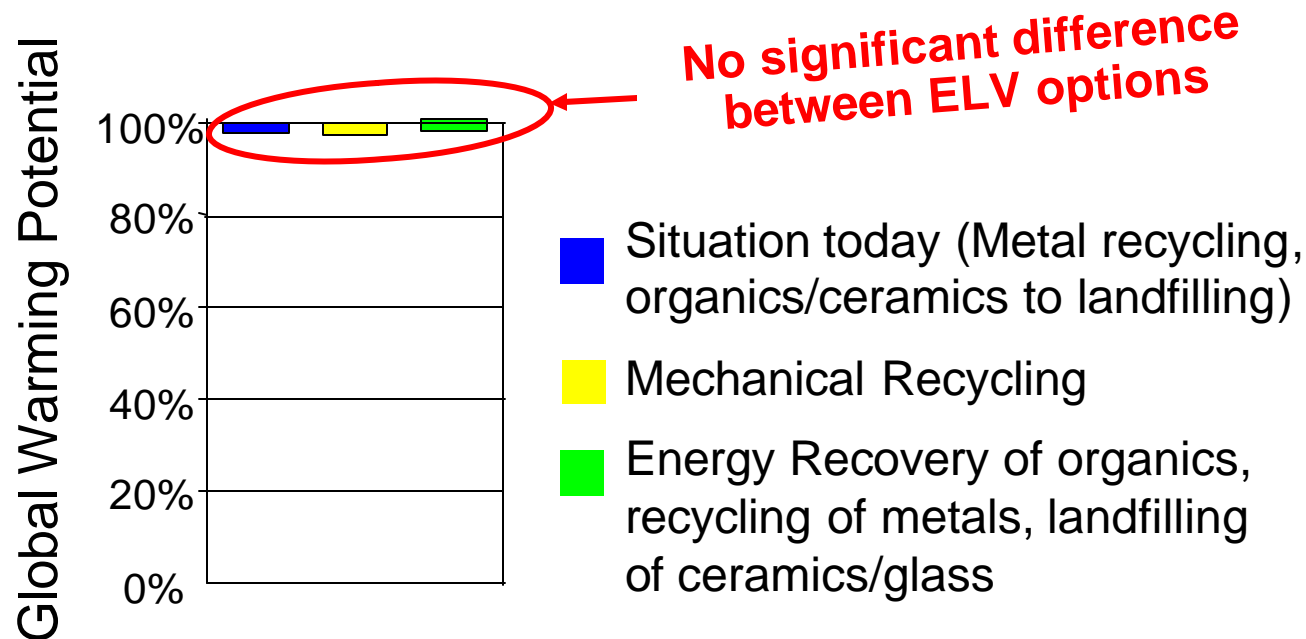 No significant difference
between ELV options
Global Warming Potential
100%
80%
60%
40%
20%
0%
Situation today (Metal recycling,
organics/ceramics to landfilling)
Mechanical Recycling
Energy Recovery of organics,
recycling of metals, landfilling
of ceramics/glass